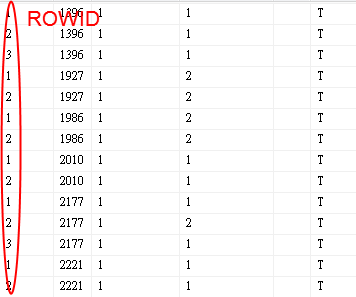 ROWID
1 1396 1 1 T
2 1396 1 1 T
3 1396 1 1 T
1 1927 1 2 T
2 1927 1 2 T
1 1986 1 2 T
2 1986 1 2 T
1 2010 1 1 T
2 2010 1 1 T
1 2177 1 1 T
2 2177 1 2 T
3 2177 1 1 T
1 2221 1 1 T
2 2221 1 1 T